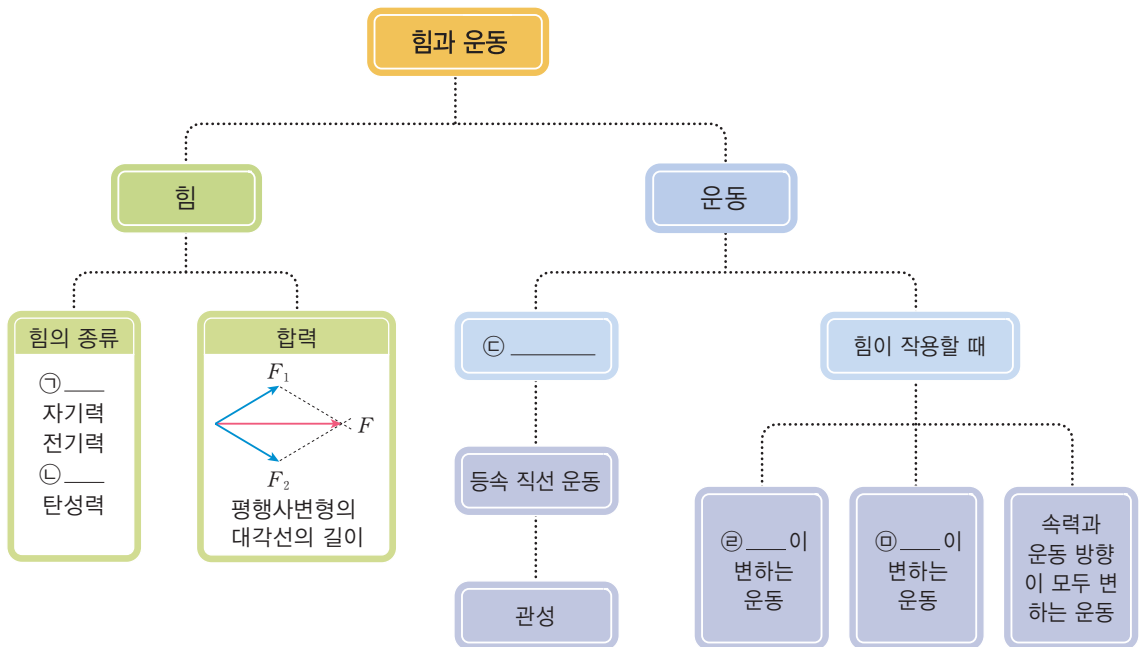 힘과 운동
힘
운동
힘의 종류
㉠____
자기력
전기력
㉡____
탄성력
합력
F₁
F
F₂
평행사변형의
대각선의 길이
㉢ ________
힘이 작용할 때
등속 직선 운동
관성
㉣____이
변하는
운동
㉤____이
변하는
운동
속력과
운동 방향
이 모두 변
하는 운동